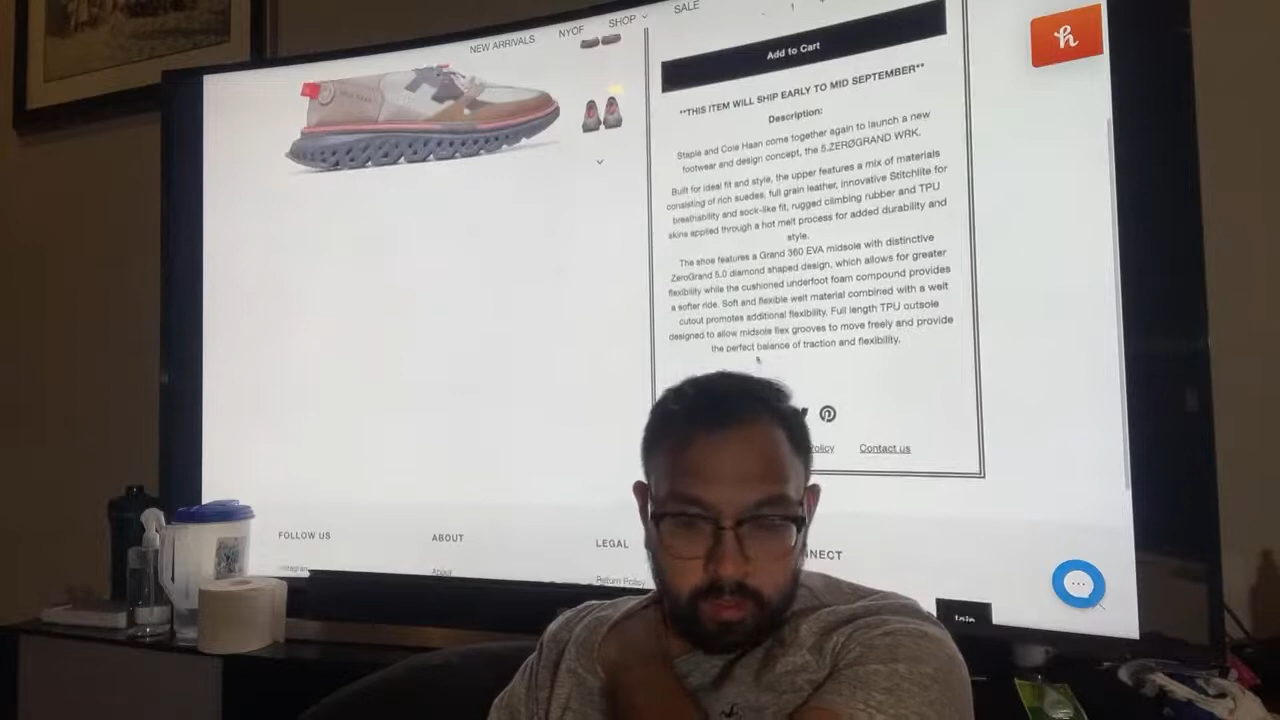 NEW ARRIVALS
NYOF
SHOP
SALE
Add to Cart
**THIS ITEM WILL SHIP EARLY TO MID SEPTEMBER**
Description:
Staple and Cole Haan come together again to launch a new
footwear and design concept, the 5.ZERØGRAND WRK.
Built for ideal fit and style, the upper features a mix of materials
consisting of rich suedes, full grain leather, innovative Stitchlite for
breathability and sock-like fit, rugged climbing rubber and TPU
skins applied through a hot melt process for added durability and
style.
The shoe features a Grand 360 EVA midsole with distinctive
ZeroGrand 5.0 diamond shaped design, which allows for greater
flexibility while the cushioned underfoot foam compound provides
a softer ride. Soft and flexible welt material combined with a welt
cutout promotes additional flexibility. Full length TPU outsole
designed to allow midsole flex grooves to move freely and provide
the perfect balance of traction and flexibility.
Policy
Contact us
FOLLOW US
ABOUT
LEGAL
NNECT
About
Return Policy
Join